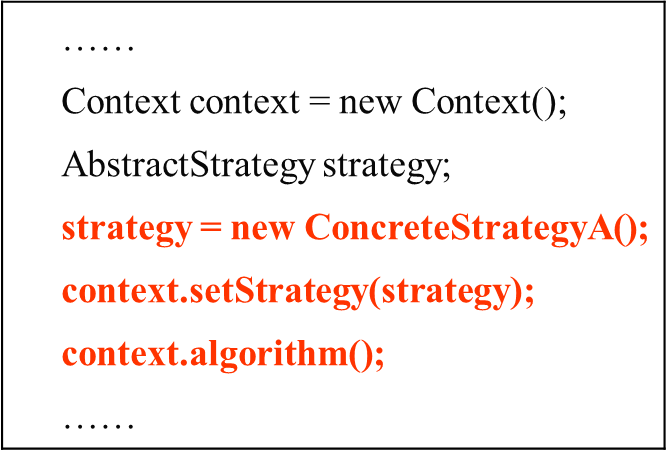 ……
Context context = new Context();
AbstractStrategy strategy;
strategy = new ConcreteStrategyA();
context.setStrategy(strategy);
context.algorithm();
……